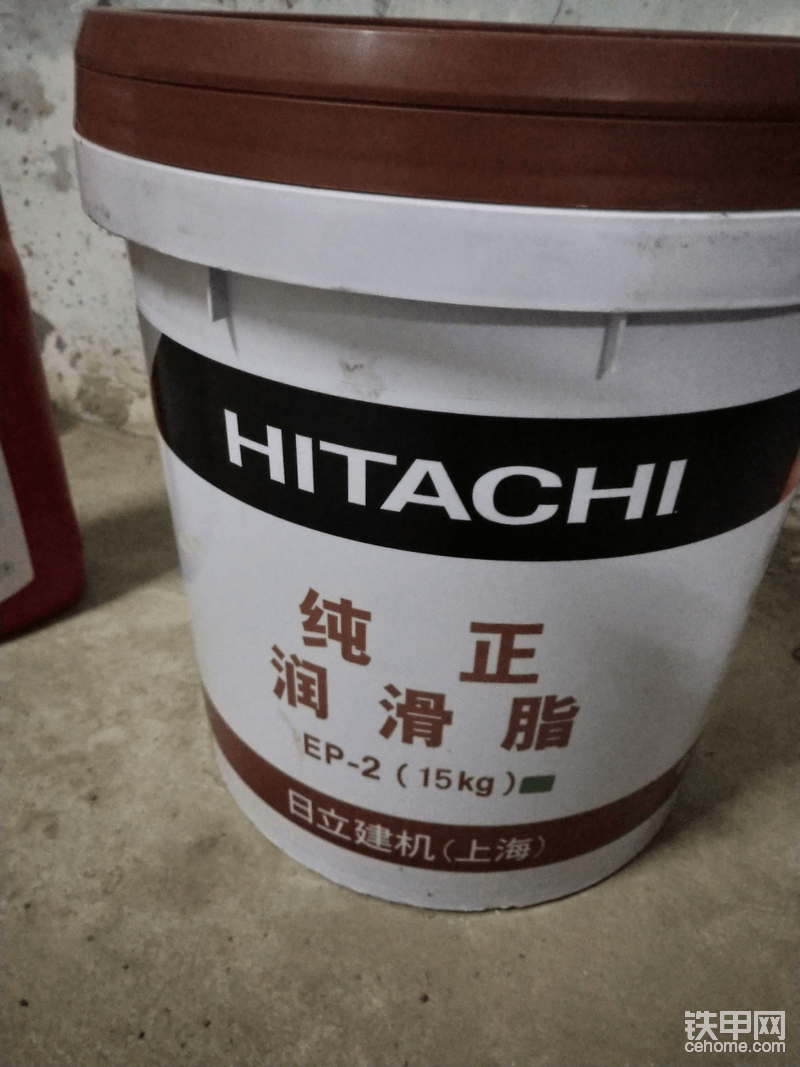 HITACHI
纯 正
润滑脂
EP-2 (15kg)
日立建机(上海)
铁甲网
cehome.com